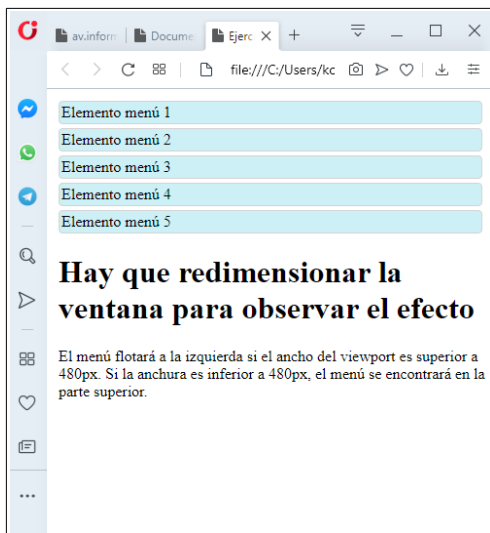 av.inform
Docume
Ejerc
file:///C:/Users/kc
Elemento menú 1
Elemento menú 2
Elemento menú 3
Elemento menú 4
Elemento menú 5
Hay que redimensionar la
ventana para observar el efecto
El menú flotará a la izquierda si el ancho del viewport es superior a
480px. Si la anchura es inferior a 480px, el menú se encontrará en la
parte superior.